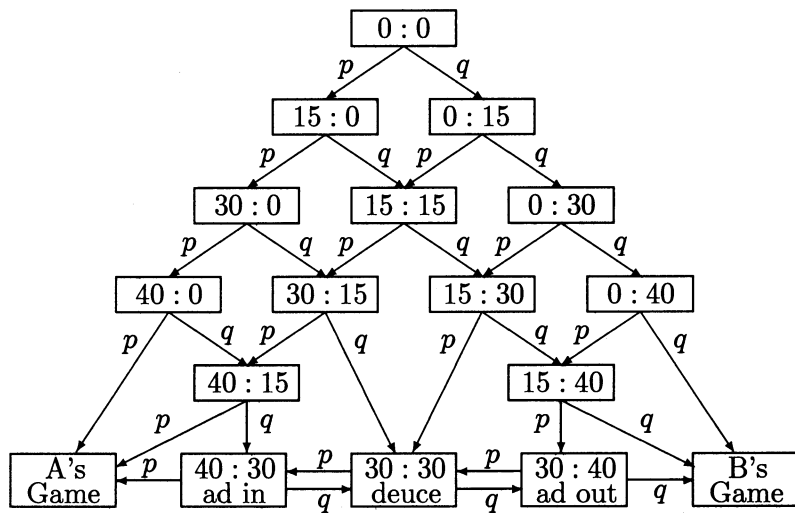 0 : 0
p q
15 : 0 0 : 15
p q p q
30 : 0 15 : 15 0 : 30
p q p q p q
40 : 0 30 : 15 15 : 30 0 : 40
p q p q p q p q
40 : 15 15 : 40
p q p q
A's 40 : 30 30 : 30 30 : 40 B's
p p p
Game ad in deuce ad out Game
q q q